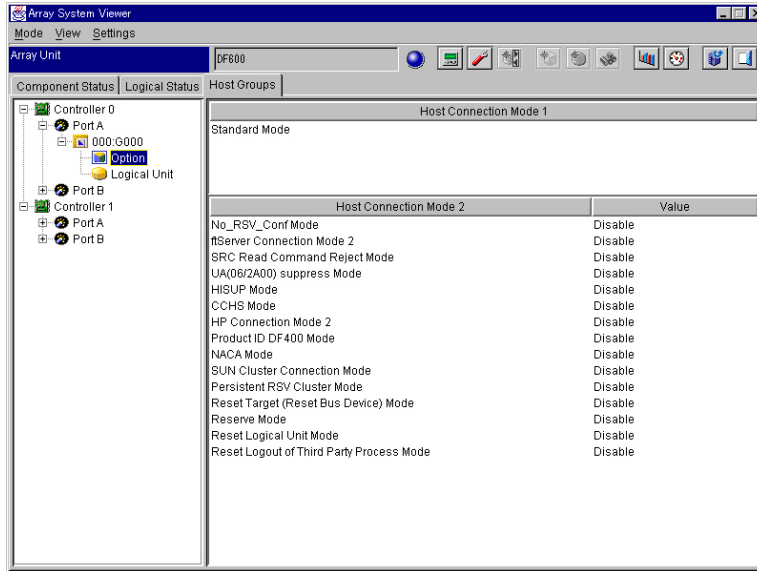 Array System Viewer
Mode View Settings
Array Unit DF600
Component Status Logical Status Host Groups
Controller 0
Port A
000:G000
Option
Logical Unit
Port B
Controller 1
Port A
Port B
Host Connection Mode 1
Standard Mode
Host Connection Mode 2 Value
No_RSV_Conf Mode Disable
ftServer Connection Mode 2 Disable
SRC Read Command Reject Mode Disable
UA(06/2A00) suppress Mode Disable
HISUP Mode Disable
CCHS Mode Disable
HP Connection Mode 2 Disable
Product ID DF400 Mode Disable
NACA Mode Disable
SUN Cluster Connection Mode Disable
Persistent RSV Cluster Mode Disable
Reset Target (Reset Bus Device) Mode Disable
Reserve Mode Disable
Reset Logical Unit Mode Disable
Reset Logout of Third Party Process Mode Disable